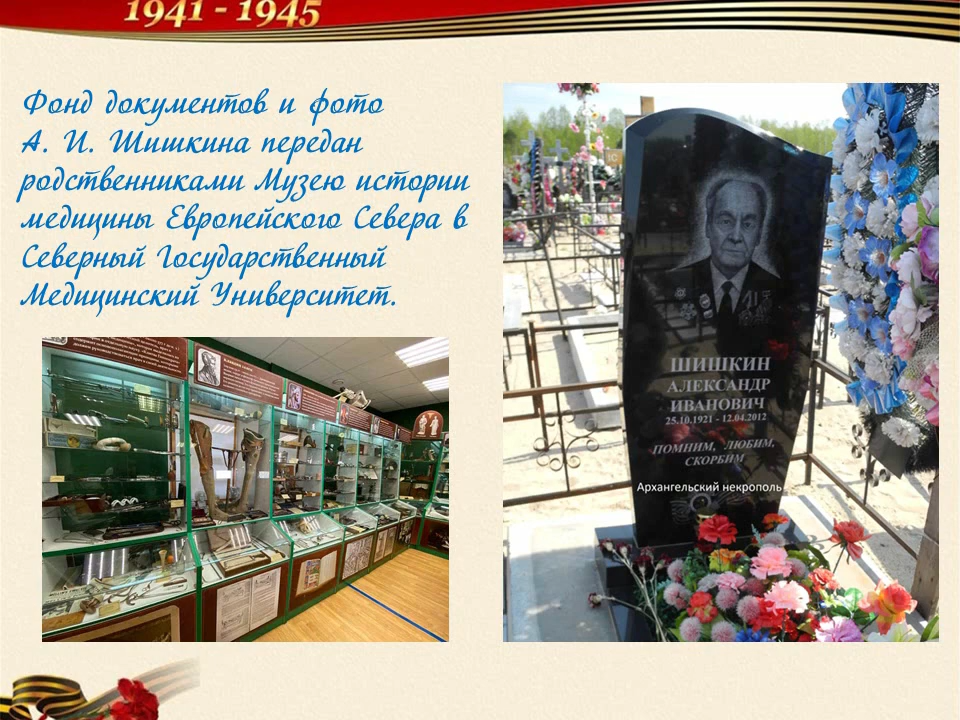 1941 - 1945
Фонд документов и фото
А. И. Шишкина передан
родственниками Музею истории
медицины Европейского Севера в
Северный Государственный
Медицинский Университет.
ШИШКИН
АЛЕКСАНДР
ИВАНОВИЧ
25.10.1921 - 12.04.2012
ПОМНИМ, ЛЮБИМ,
СКОРБИМ
Архангельский некрополь